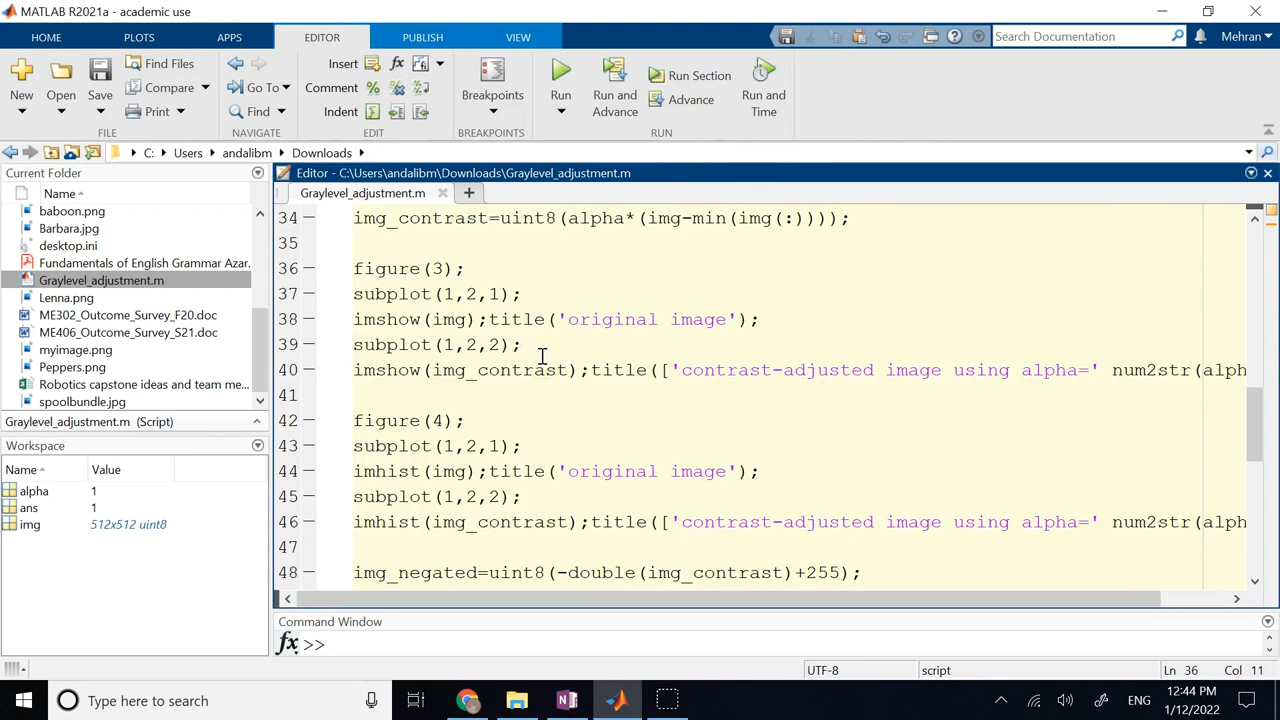 MATLAB R2021a - academic use
HOME PLOTS APPS EDITOR PUBLISH VIEW Search Documentation Mehran
New Open Save Find Files Compare Print Go To Find Insert Comment Indent fx Breakpoints Run Run and Advance Run Section Advance Run and Time
FILE NAVIGATE EDIT BREAKPOINTS RUN
C: Users andalibm Downloads
Current Folder
Name
baboon.png
Barbara.jpg
desktop.ini
Fundamentals of English Grammar Azar.
Graylevel_adjustment.m
Lenna.png
ME302_Outcome_Survey_F20.doc
ME406_Outcome_Survey_S21.doc
myimage.png
Peppers.png
Robotics capstone ideas and team me...
spoolbundle.jpg
Graylevel_adjustment.m (Script)
Workspace
Name Value
alpha 1
ans 1
img 512x512 uint8
Editor - C:\Users\andalibm\Downloads\Graylevel_adjustment.m
Graylevel_adjustment.m
34 img_contrast=uint8(alpha*(img-min(img(:))));
35
36 figure(3);
37 subplot(1,2,1);
38 imshow(img);title('original image');
39 subplot(1,2,2);
40 imshow(img_contrast);title(['contrast-adjusted image using alpha=' num2str(alph
41
42 figure(4);
43 subplot(1,2,1);
44 imhist(img);title('original image');
45 subplot(1,2,2);
46 imhist(img_contrast);title(['contrast-adjusted image using alpha=' num2str(alph
47
48 img_negated=uint8(-double(img_contrast)+255);
Command Window
fx >>
UTF-8 script Ln 36 Col 11
Type here to search ENG 12:44 PM
1/12/2022